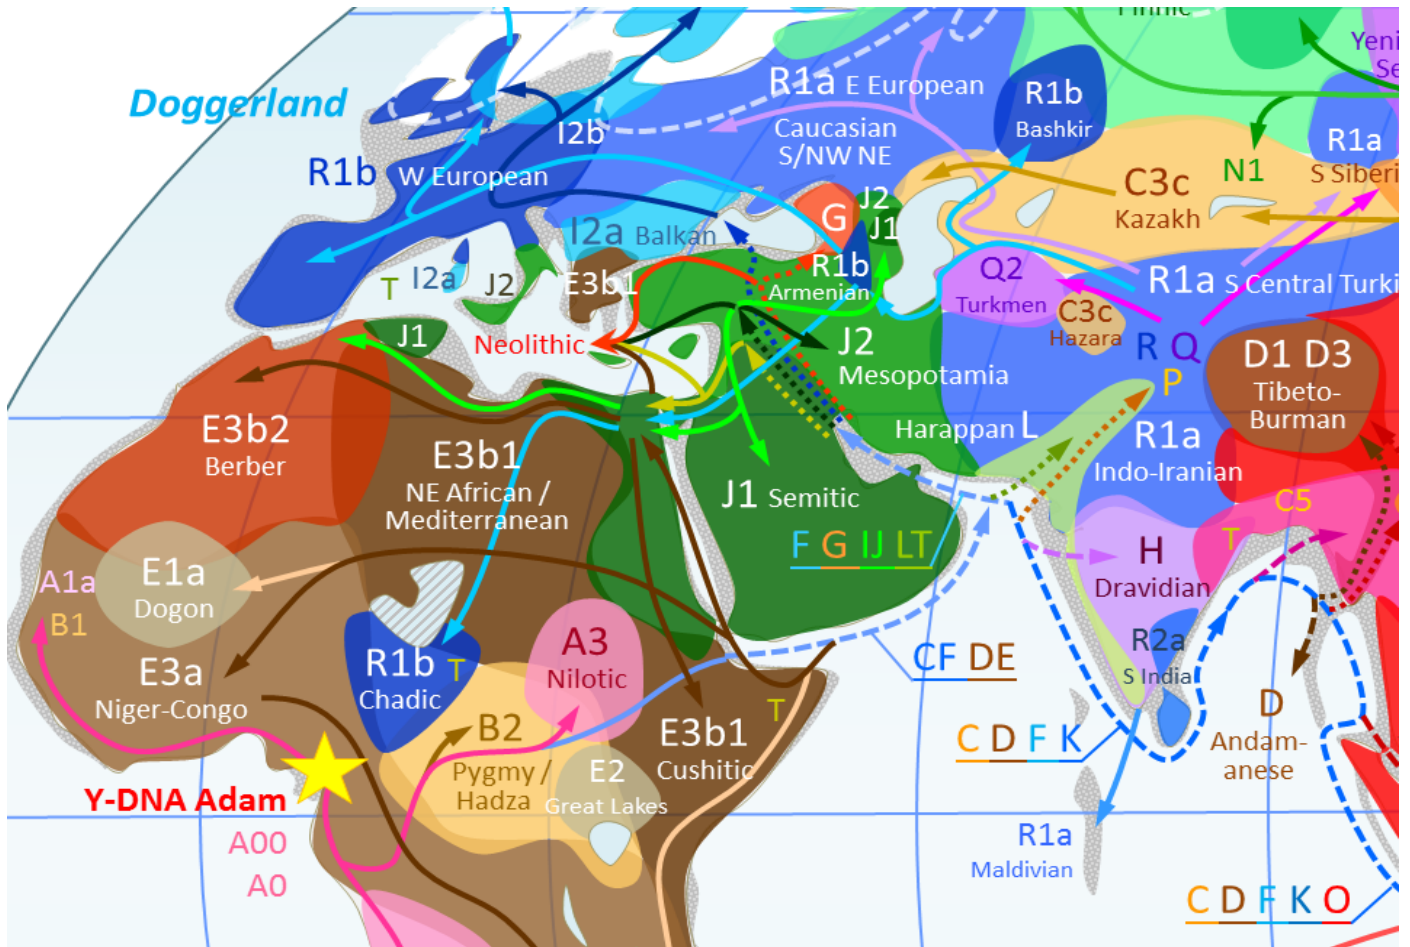 Finnic
Yeni
Se
Doggerland
R1a E European
R1b
Bashkir
I2b
Caucasian
S/NW NE
R1a
S Siberi
N1
R1b W European
C3c
Kazakh
J2
G
J1
I2a Balkan
T
I2a
J2
E3b1
R1b
Armenian
Q2
Turkmen
R1a S Central Turki
C3c
Hazara
J1
Neolithic
J2
Mesopotamia
R Q
P
D1 D3
Tibeto-
Burman
E3b2
Berber
E3b1
NE African /
Mediterranean
Harappan L
R1a
Indo-Iranian
J1 Semitic
C5
T
F G IJ LT
H
Dravidian
A1a
B1
E1a
Dogon
R1b
Chadic
T
A3
Nilotic
R2a
S India
CF DE
E3a
Niger-Congo
T
D
Andam-
anese
B2
Pygmy /
Hadza
E3b1
Cushitic
C D F K
E2
Great Lakes
Y-DNA Adam
A00
A0
R1a
Maldivian
C D F K O